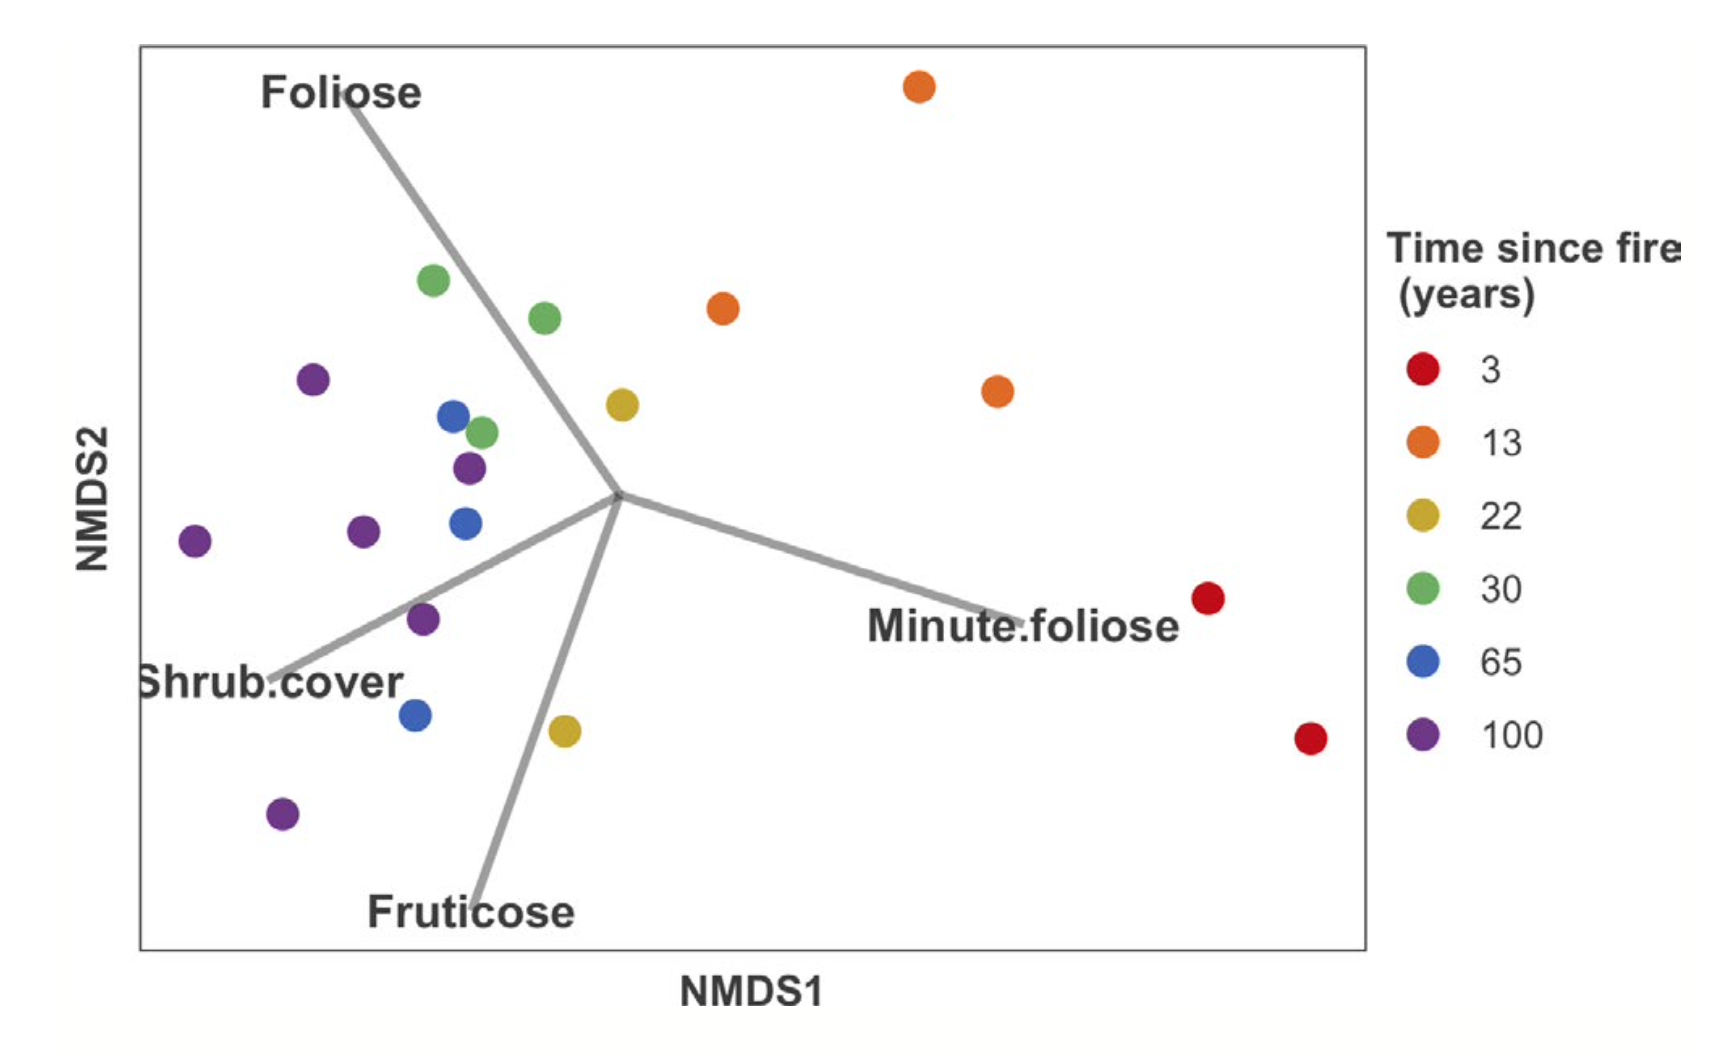 Foliose
Minute.foliose
Shrub.cover
Fruticose
NMDS2
NMDS1
Time since fire
(years)
3
13
22
30
65
100